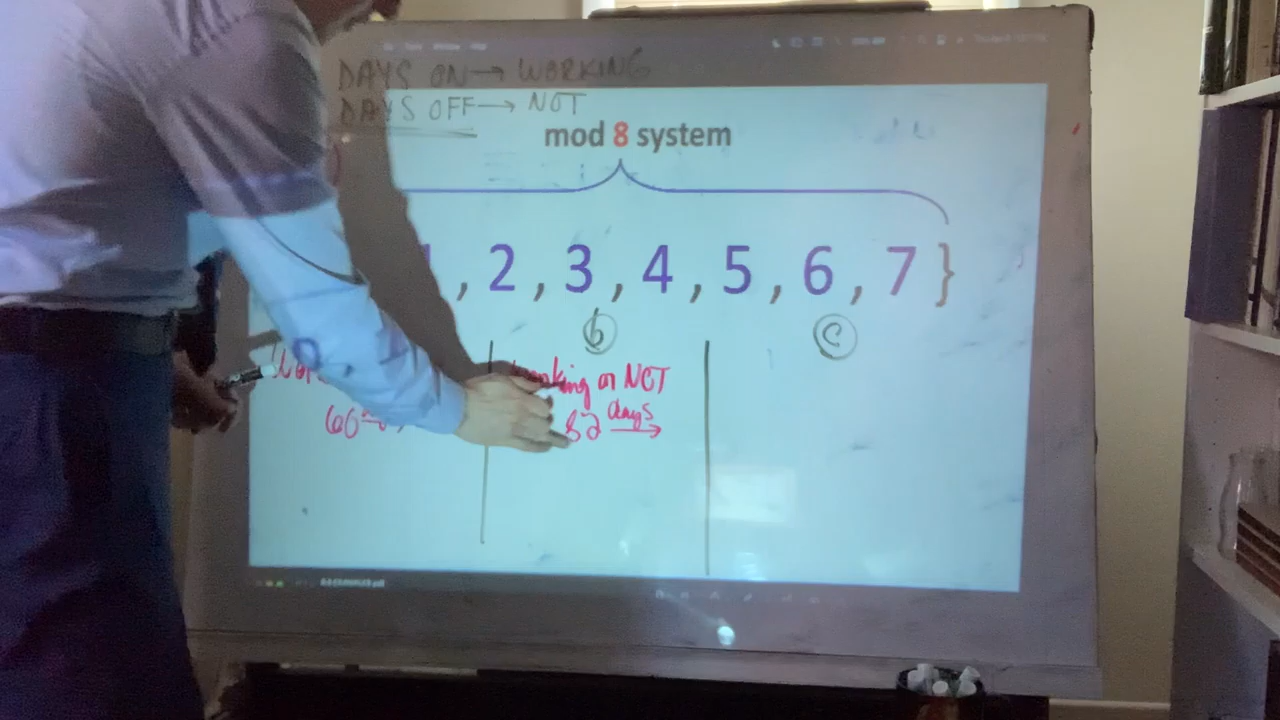 DAYS ON → WORKING
DAYS OFF → NOT
mod 8 system
, 2 , 3 , 4 , 5 , 6 , 7 }
b c
or NOT
60
82 days →